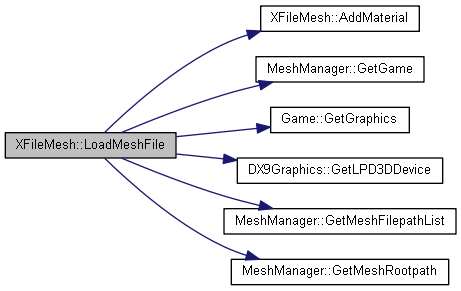 XFileMesh::AddMaterial
MeshManager::GetGame
Game::GetGraphics
XFileMesh::LoadMeshFile
DX9Graphics::GetLPD3DDevice
MeshManager::GetMeshFilepathList
MeshManager::GetMeshRootpath